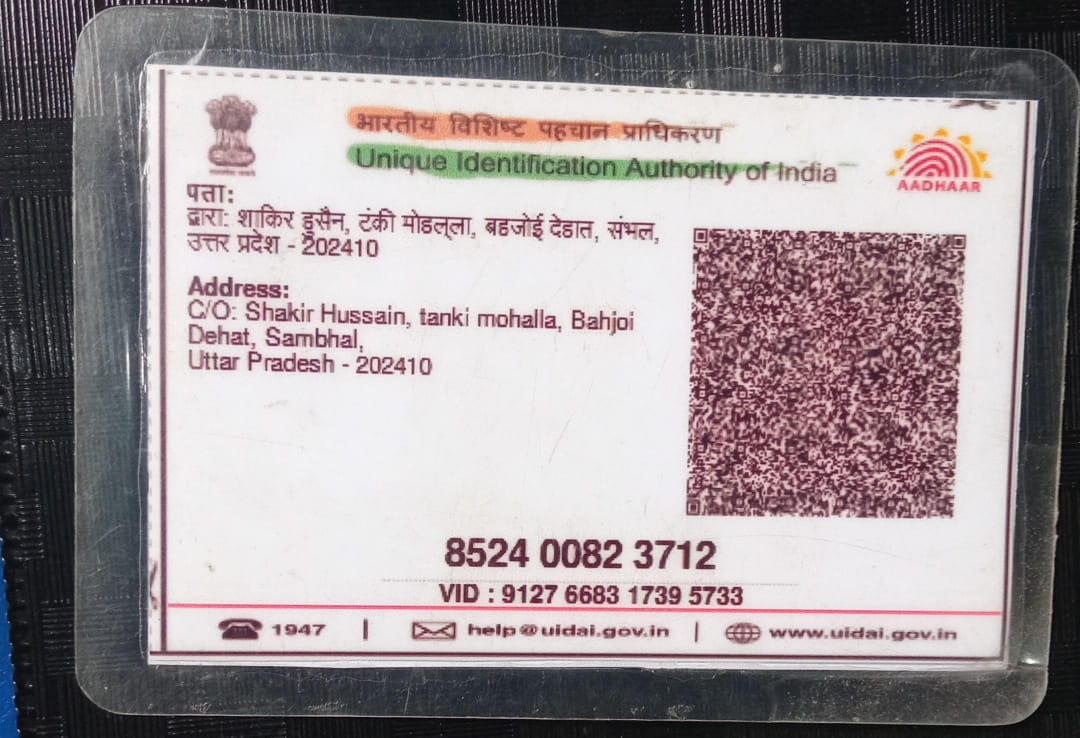 भारतीय विशिष्ट पहचान प्राधिकरण
Unique Identification Authority of India
AADHAAR
पता:
द्वारा: शाकिर हुसैन, टंकी मोहल्ला, बहजोई देहात, संभल,
उत्तर प्रदेश - 202410
Address:
C/O: Shakir Hussain, tanki mohalla, Bahjoi
Dehat, Sambhal,
Uttar Pradesh - 202410
8524 0082 3712
VID : 9127 6683 1739 5733
1947 | help@uidai.gov.in | www.uidai.gov.in